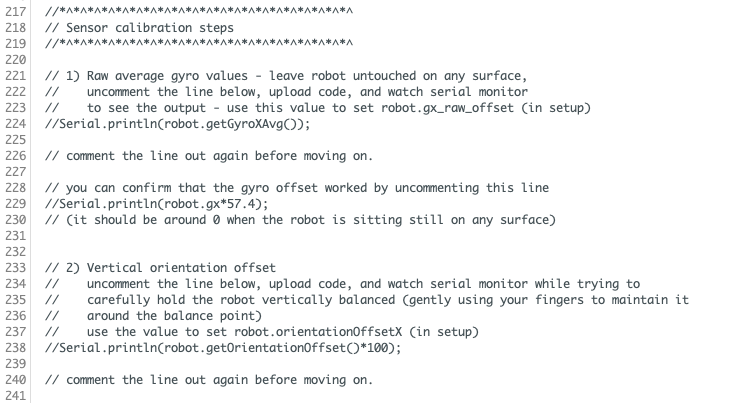 217 //*^*^*^*^*^*^*^*^*^*^*^*^*^*^*^*^*^*^*^*^*^
218 // Sensor calibration steps
219 //*^*^*^*^*^*^*^*^*^*^*^*^*^*^*^*^*^*^*^*^*^
220
221 // 1) Raw average gyro values - leave robot untouched on any surface,
222 //    uncomment the line below, upload code, and watch serial monitor
223 //    to see the output - use this value to set robot.gx_raw_offset (in setup)
224 //Serial.println(robot.getGyroXAvg());
225
226 // comment the line out again before moving on.
227
228 // you can confirm that the gyro offset worked by uncommenting this line
229 //Serial.println(robot.gx*57.4);
230 // (it should be around 0 when the robot is sitting still on any surface)
231
232
233 // 2) Vertical orientation offset
234 //    uncomment the line below, upload code, and watch serial monitor while trying to
235 //    carefully hold the robot vertically balanced (gently using your fingers to maintain it
236 //    around the balance point)
237 //    use the value to set robot.orientationOffsetX (in setup)
238 //Serial.println(robot.getOrientationOffset()*100);
239
240 // comment the line out again before moving on.
241